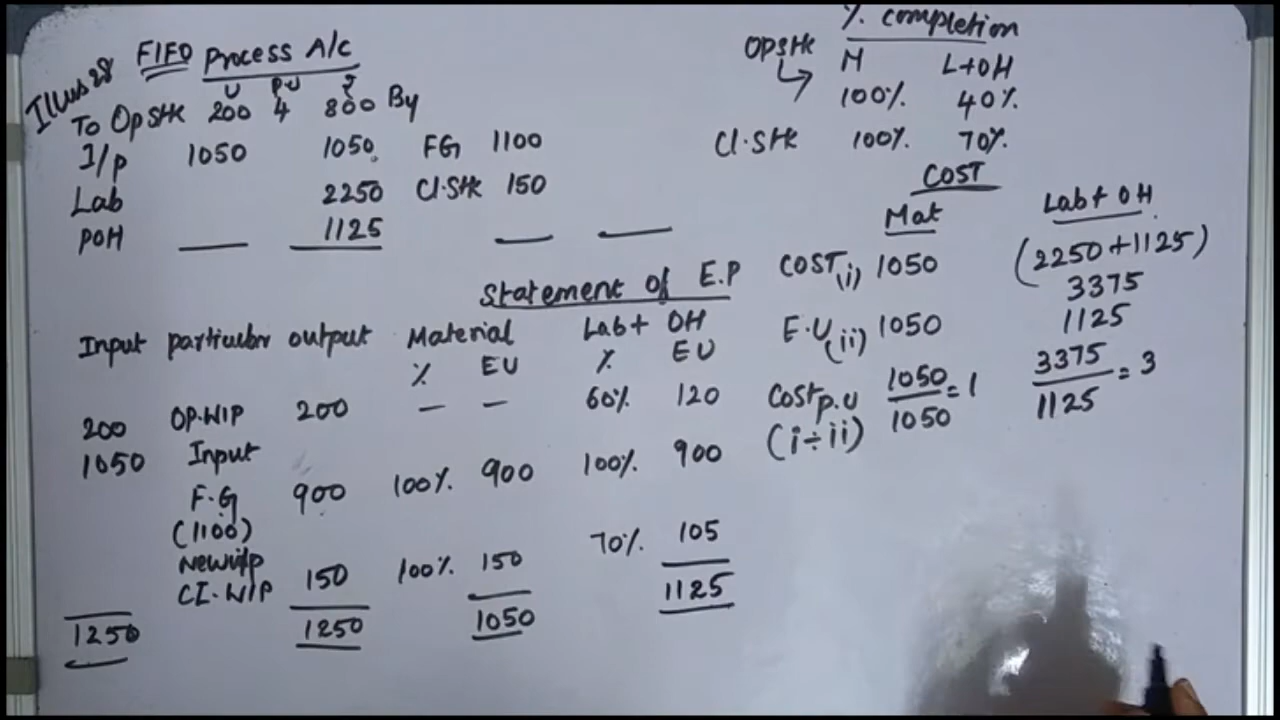 Illus 28 FIFO Process A/c
U P.U ₹
To Op Stk 200 4 800 By
I/p 1050 1050 FG 1100
Lab 2250 Cl.Stk 150
POH 1125
% completion
OPStk M L+OH
100% 40%
Cl.Stk 100% 70%
COST
Mat Lab + OH
COST (i) 1050 (2250+1125)
3375
E.U (ii) 1050 1125
Cost p.u 1050/1050 = 1 3375/1125 = 3
(i÷ii)
Statement of E.P
Input particular output Material Lab+ OH
% EU % EU
200 OP.WIP 200 — — 60% 120
1050 Input
F.G 900 100% 900 100% 900
(1100)
New i/p
Cl.WIP 150 100% 150 70% 105
1250 1250 1050 1125